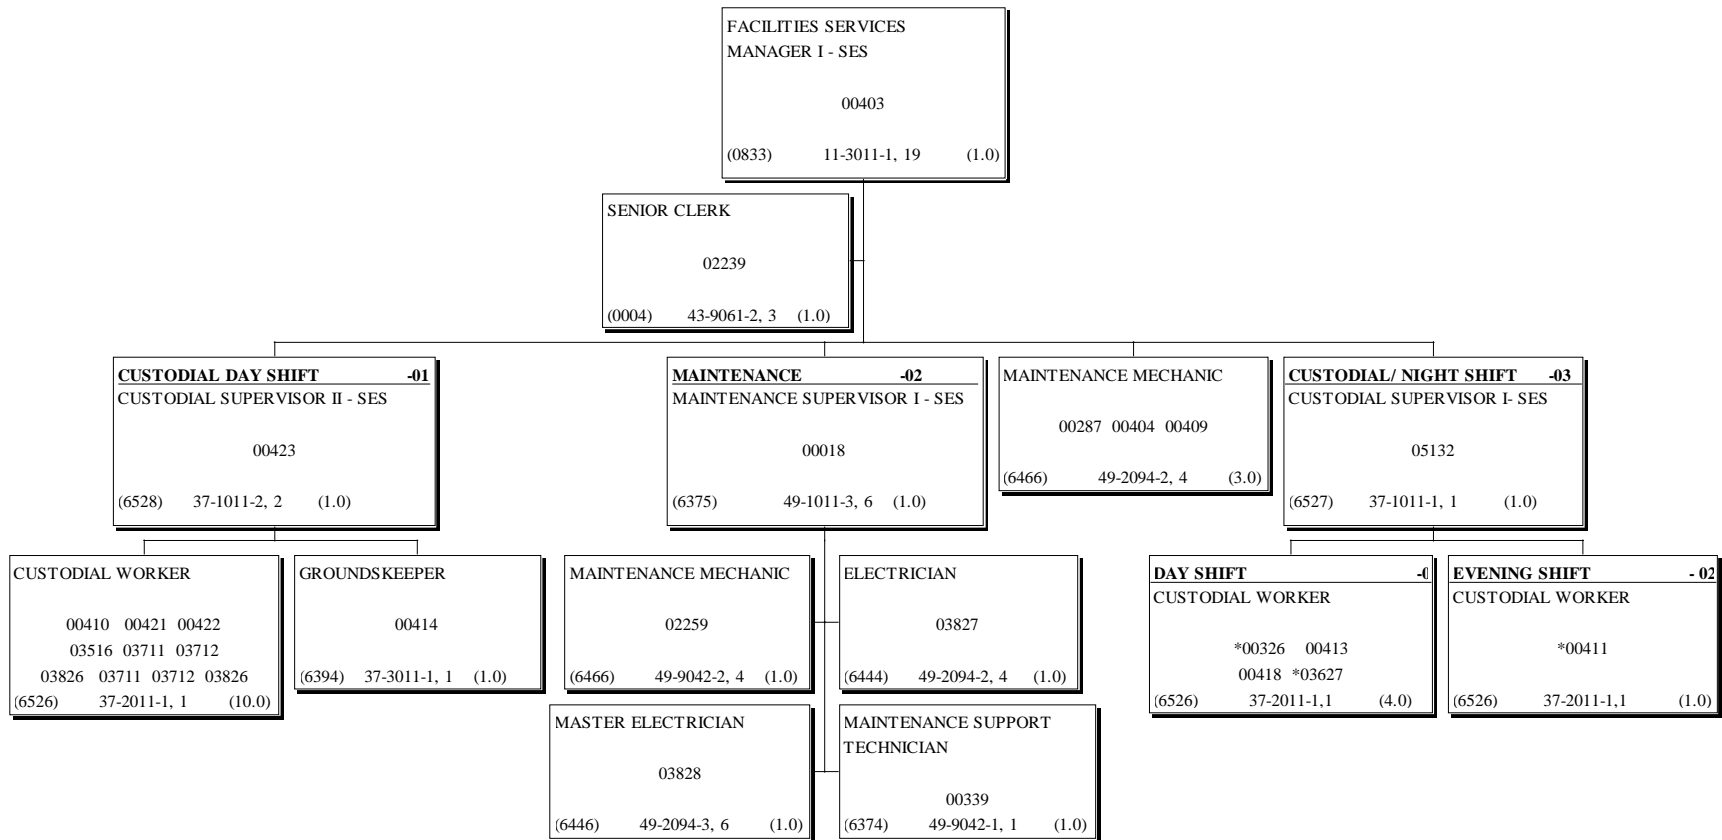 FACILITIES SERVICES
MANAGER I - SES
00403
(0833) 11-3011-1, 19 (1.0)
SENIOR CLERK
02239
(0004) 43-9061-2, 3 (1.0)
CUSTODIAL DAY SHIFT -01
CUSTODIAL SUPERVISOR II - SES
00423
(6528) 37-1011-2, 2 (1.0)
MAINTENANCE -02
MAINTENANCE SUPERVISOR I - SES
00018
(6375) 49-1011-3, 6 (1.0)
MAINTENANCE MECHANIC
00287 00404 00409
(6466) 49-2094-2, 4 (3.0)
CUSTODIAL/ NIGHT SHIFT -03
CUSTODIAL SUPERVISOR I- SES
05132
(6527) 37-1011-1, 1 (1.0)
CUSTODIAL WORKER
00410 00421 00422
03516 03711 03712
03826 03711 03712 03826
(6526) 37-2011-1, 1 (10.0)
GROUNDSKEEPER
00414
(6394) 37-3011-1, 1 (1.0)
MAINTENANCE MECHANIC
02259
(6466) 49-9042-2, 4 (1.0)
ELECTRICIAN
03827
(6444) 49-2094-2, 4 (1.0)
MASTER ELECTRICIAN
03828
(6446) 49-2094-3, 6 (1.0)
MAINTENANCE SUPPORT
TECHNICIAN
00339
(6374) 49-9042-1, 1 (1.0)
DAY SHIFT
CUSTODIAL WORKER
*00326 00413
00418 *03627
(6526) 37-2011-1,1 (4.0)
EVENING SHIFT - 02
CUSTODIAL WORKER
*00411
(6526) 37-2011-1,1 (1.0)